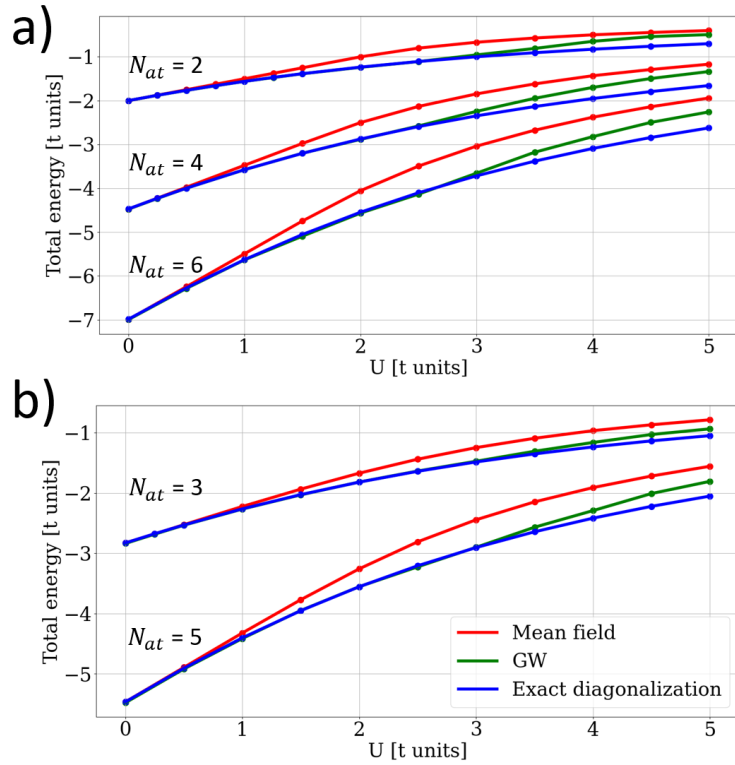 a)
−1
−2
−3
−4
−5
−6
−7
Total energy [t units]
N_at = 2
N_at = 4
N_at = 6
0 1 2 3 4 5
U [t units]
b)
−1
−2
−3
−4
−5
Total energy [t units]
N_at = 3
N_at = 5
Mean field
GW
Exact diagonalization
0 1 2 3 4 5
U [t units]